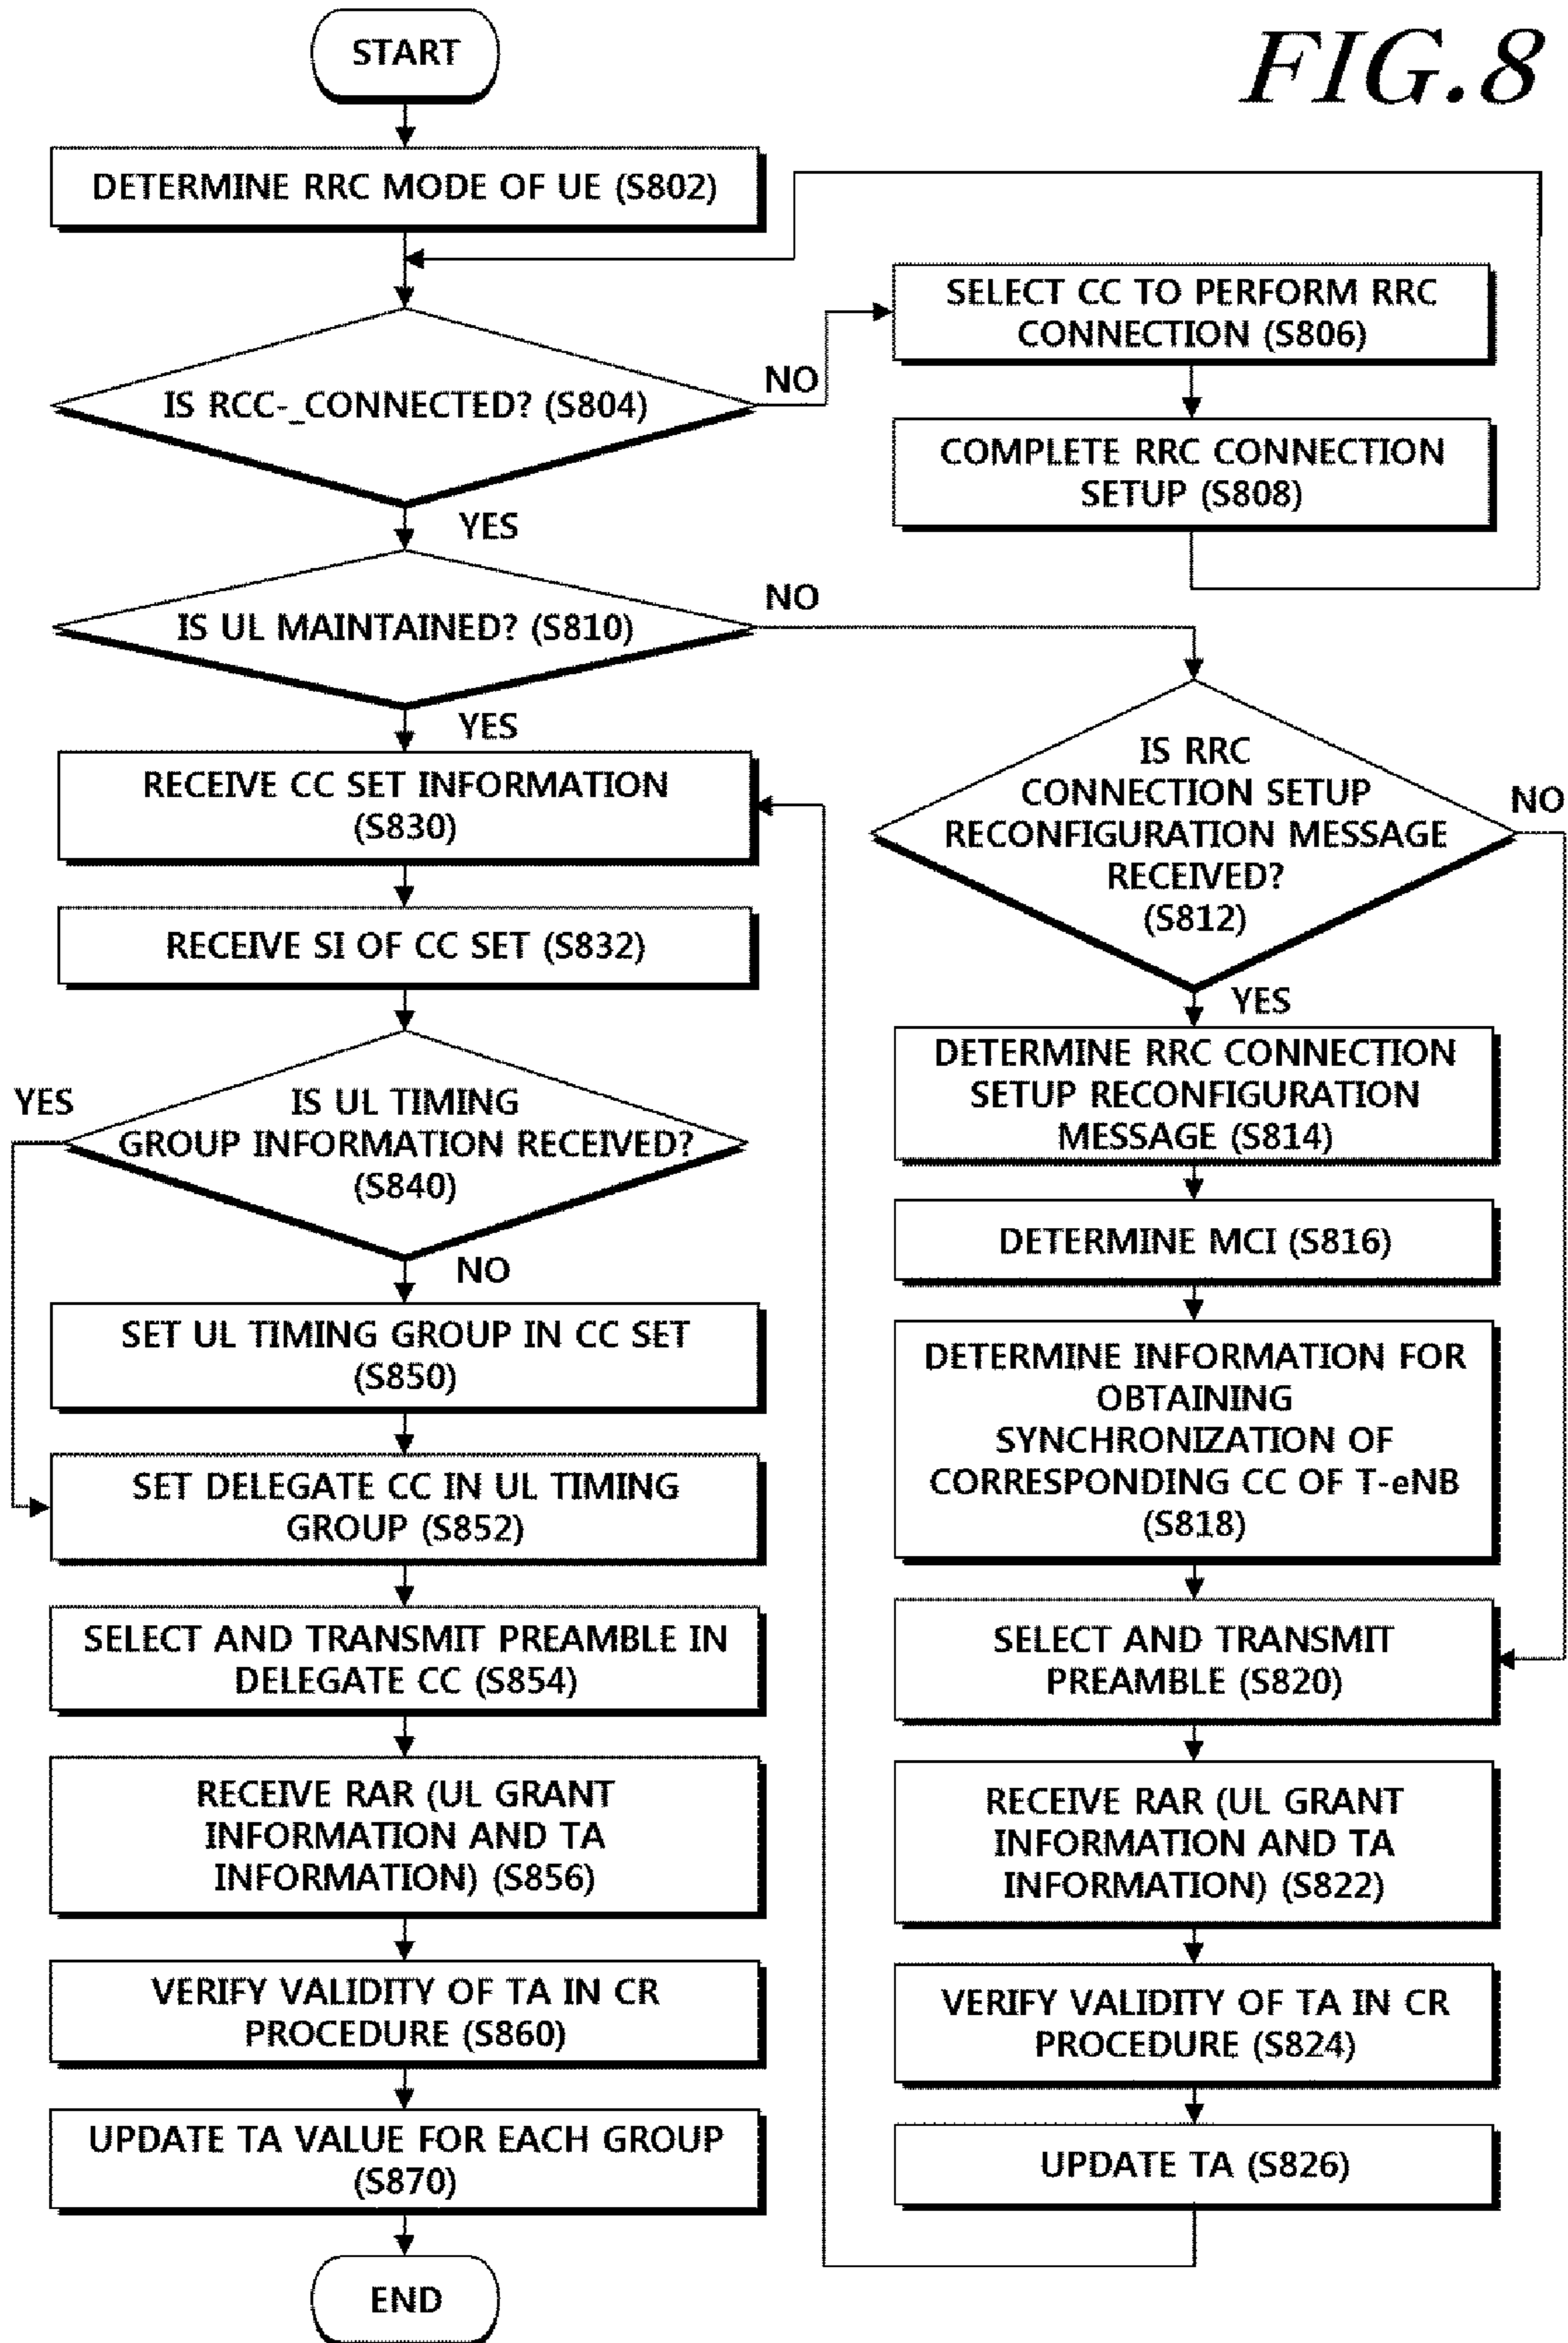 FIG.8
START
DETERMINE RRC MODE OF UE (S802)
IS RCC-_CONNECTED? (S804)
NO
YES
SELECT CC TO PERFORM RRC
CONNECTION (S806)
COMPLETE RRC CONNECTION
SETUP (S808)
IS UL MAINTAINED? (S810)
NO
YES
IS RRC
CONNECTION SETUP
RECONFIGURATION MESSAGE
RECEIVED?
(S812)
NO
YES
DETERMINE RRC CONNECTION
SETUP RECONFIGURATION
MESSAGE (S814)
DETERMINE MCI (S816)
DETERMINE INFORMATION FOR
OBTAINING
SYNCHRONIZATION OF
CORRESPONDING CC OF T-eNB
(S818)
SELECT AND TRANSMIT
PREAMBLE (S820)
RECEIVE RAR (UL GRANT
INFORMATION AND TA
INFORMATION) (S822)
VERIFY VALIDITY OF TA IN CR
PROCEDURE (S824)
UPDATE TA (S826)
RECEIVE CC SET INFORMATION
(S830)
RECEIVE SI OF CC SET (S832)
YES
IS UL TIMING
GROUP INFORMATION RECEIVED?
(S840)
NO
SET UL TIMING GROUP IN CC SET
(S850)
SET DELEGATE CC IN UL TIMING
GROUP (S852)
SELECT AND TRANSMIT PREAMBLE IN
DELEGATE CC (S854)
RECEIVE RAR (UL GRANT
INFORMATION AND TA
INFORMATION) (S856)
VERIFY VALIDITY OF TA IN CR
PROCEDURE (S860)
UPDATE TA VALUE FOR EACH GROUP
(S870)
END